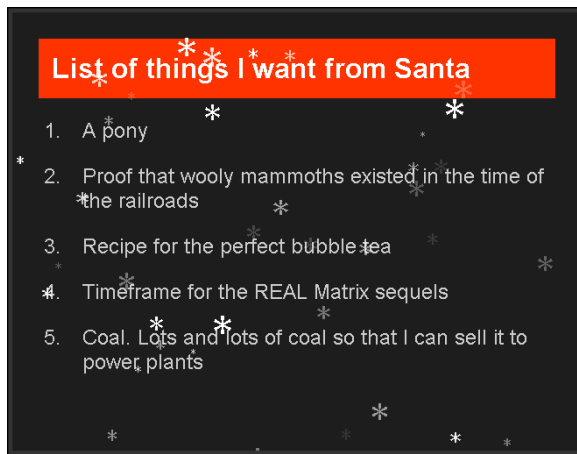 List of things I want from Santa
1. A pony
2. Proof that wooly mammoths existed in the time of
the railroads
3. Recipe for the perfect bubble tea
4. Timeframe for the REAL Matrix sequels
5. Coal. Lots and lots of coal so that I can sell it to
power plants